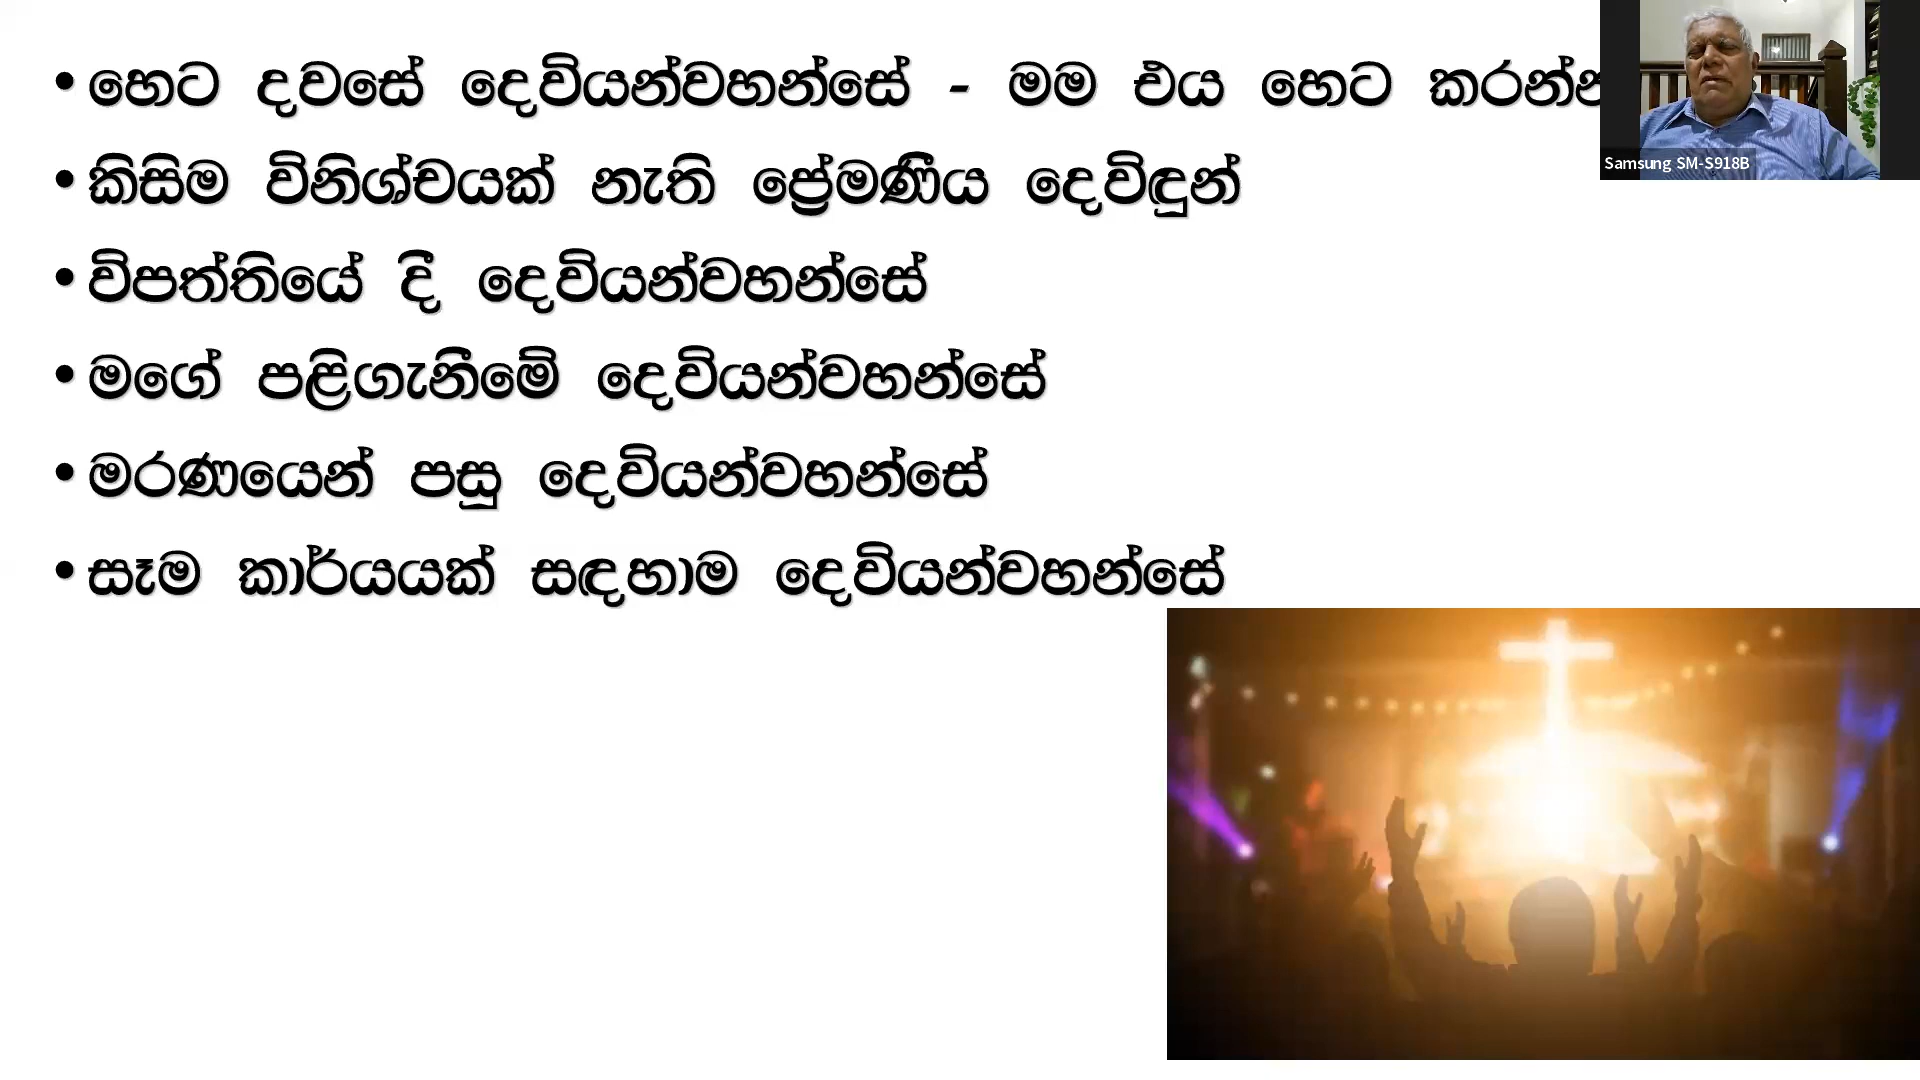 • හෙට දවසේ දෙවියන්වහන්සේ - මම එය හෙට
• කිසිම විනිශ්චයක් නැති ප්‍රේමණීය දෙවිඳුන්
• විපත්තියේ දී දෙවියන්වහන්සේ
• මගේ පළිගැනීමේ දෙවියන්වහන්සේ
• මරණයෙන් පසු දෙවියන්වහන්සේ
• සෑම කාර්යයක් සඳහාම දෙවියන්වහන්සේ
Samsung SM-S918B